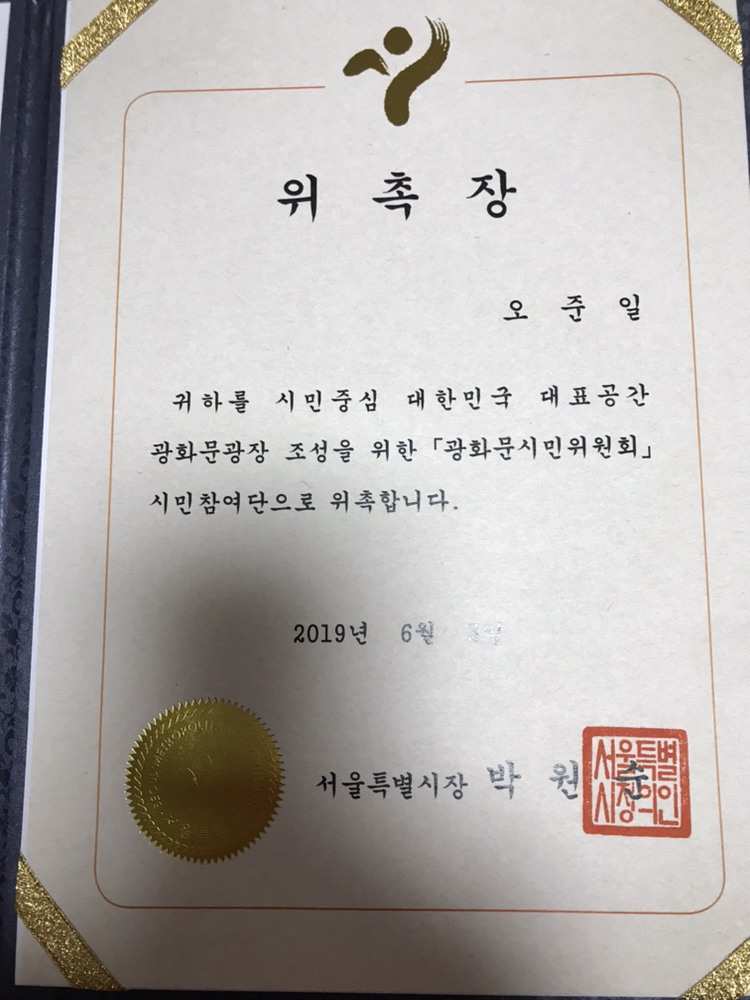 위 촉 장
오 준 일
귀하를 시민중심 대한민국 대표공간
광화문광장 조성을 위한 「광화문시민위원회」
시민참여단으로 위촉합니다.
2019년 6월
서울특별시장 박 원 순
서울특별
시장의인
SEOUL METROPOLITAN